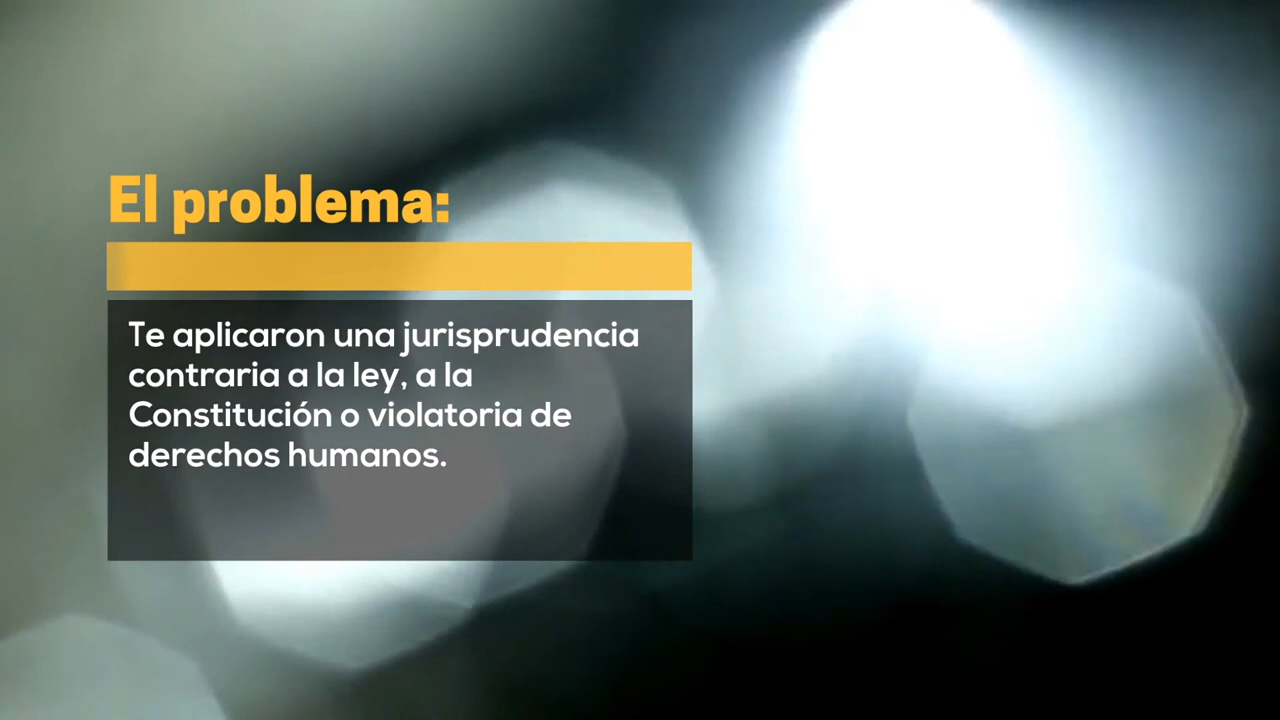 El problema:
Te aplicaron una jurisprudencia
contraria a la ley, a la
Constitución o violatoria de
derechos humanos.